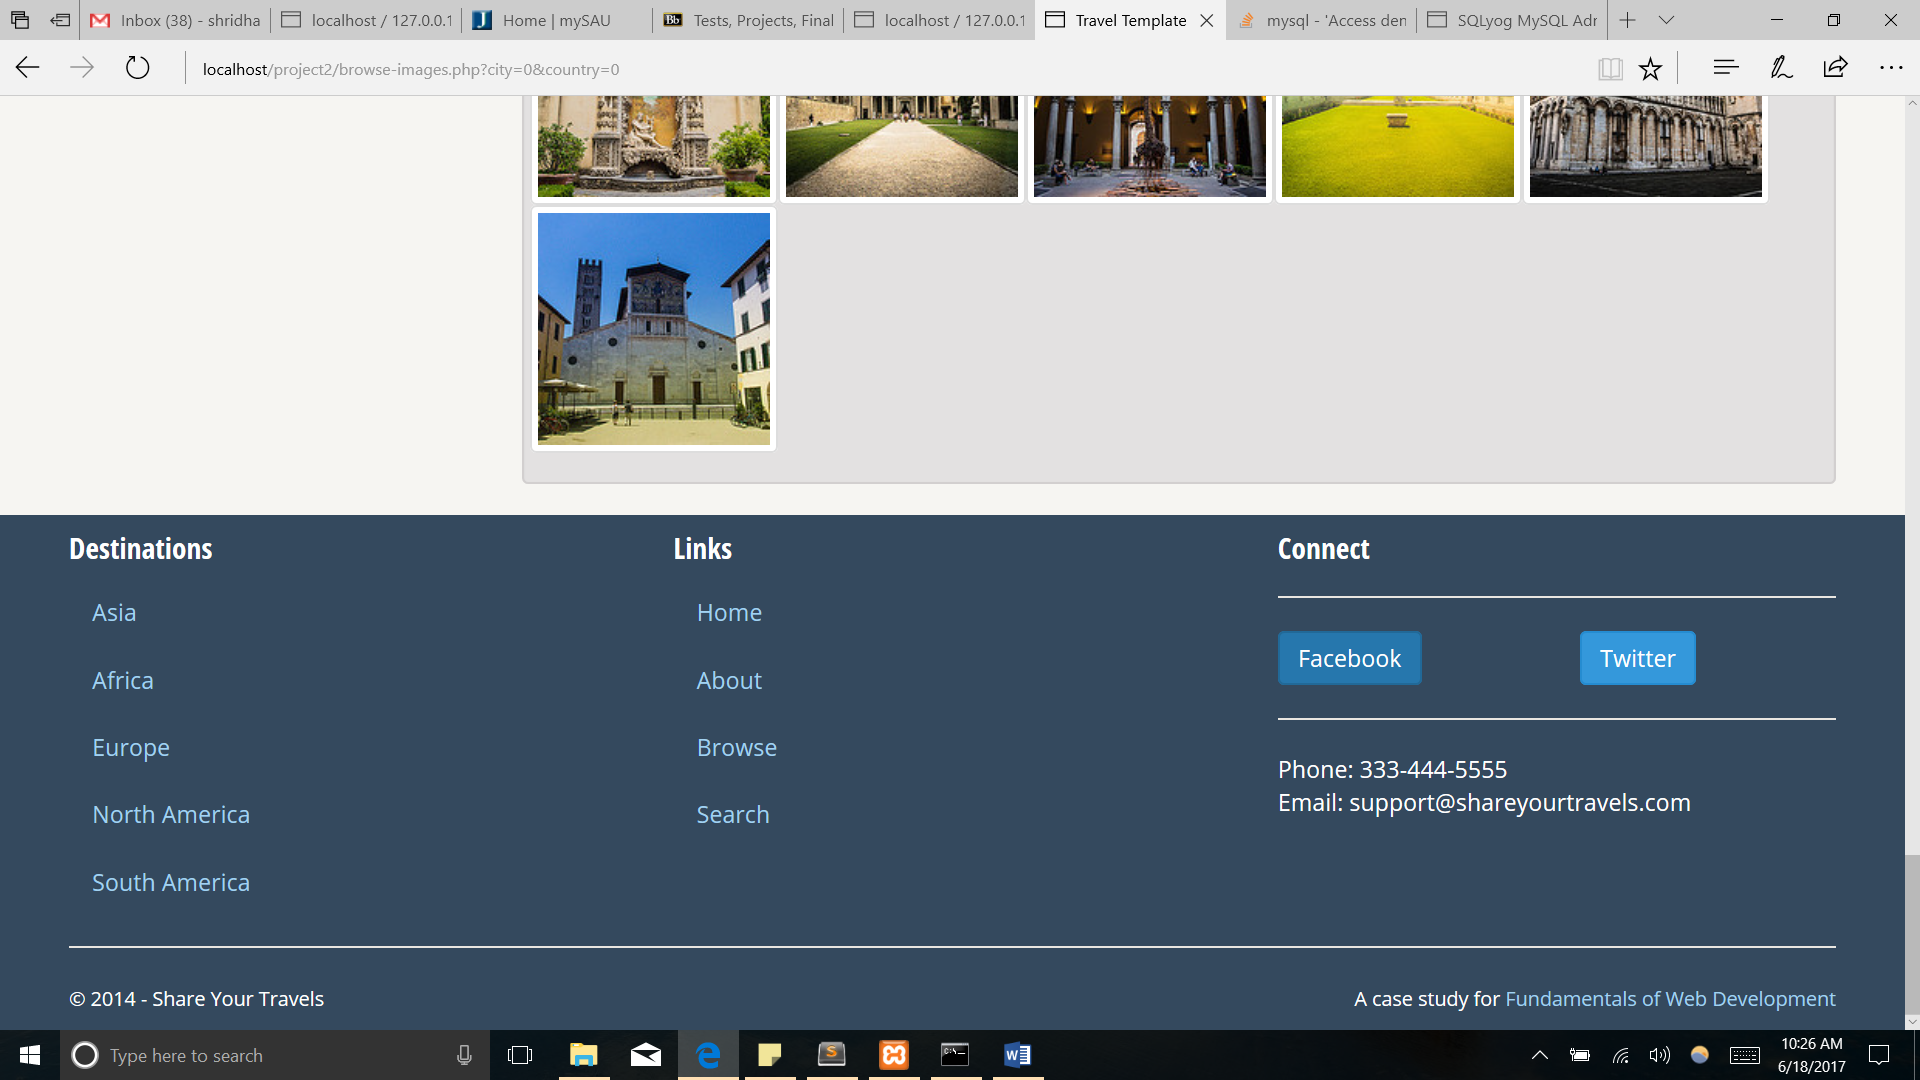 Inbox (38) - shridha
localhost / 127.0.0.1
Home | mySAU
Bb
Tests, Projects, Final
localhost / 127.0.0.1
Travel Template
mysql - 'Access den
SQLyog MySQL Adr
localhost/project2/browse-images.php?city=0&country=0
Destinations
Links
Connect
Asia
Home
Africa
About
Facebook
Twitter
Europe
Browse
Phone: 333-444-5555
North America
Search
Email: support@shareyourtravels.com
South America
© 2014 - Share Your Travels
A case study for Fundamentals of Web Development
Type here to search
10:26 AM
6/18/2017